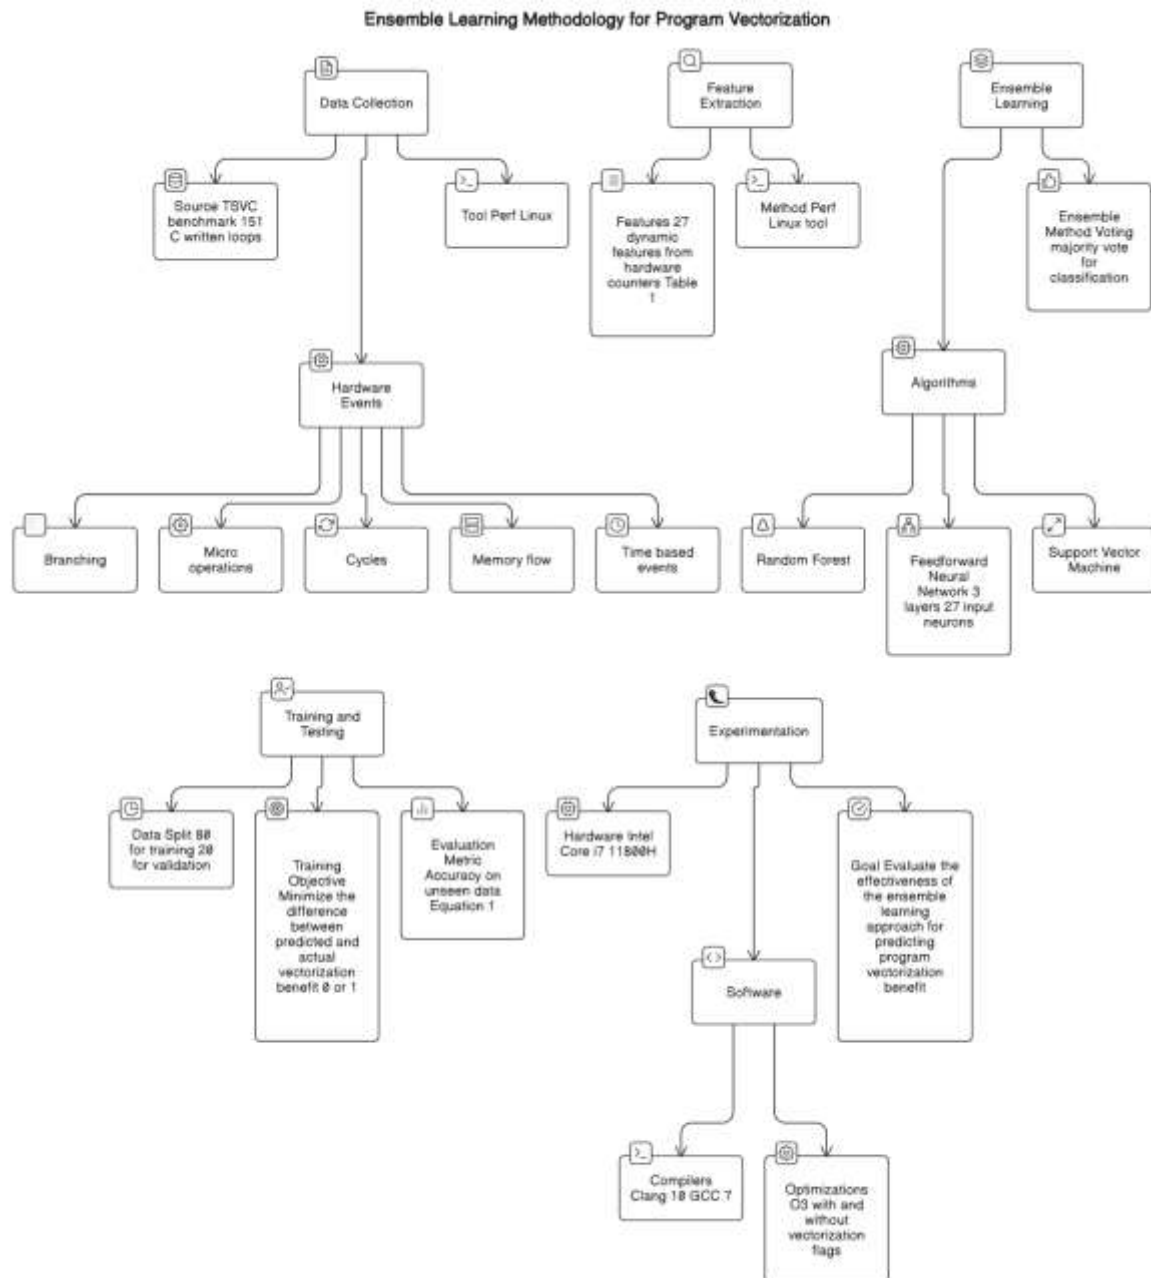 Ensemble Learning Methodology for Program Vectorization
Data Collection
Feature
Extraction
Ensemble
Learning
Source TSVC
benchmark 151
C written loops
Tool Perf Linux
Features 27
dynamic
features from
hardware
counters Table
1
Method Perf
Linux tool
Ensemble
Method Voting
majority vote
for
classification
Hardware
Events
Algorithms
Branching
Micro
operations
Cycles
Memory flow
Time based
events
Random Forest
Feedforward
Neural
Network 3
layers 27 input
neurons
Support Vector
Machine
Training and
Testing
Experimentation
Data Split 80
for training 20
for validation
Training
Objective
Minimize the
difference
between
predicted and
actual
vectorization
benefit 0 or 1
Evaluation
Metric
Accuracy on
unseen data
Equation 1
Hardware Intel
Core i7 11800H
Goal Evaluate the
effectiveness of
the ensemble
learning
approach for
predicting
program
vectorization
benefit
Software
Compilers
Clang 10 GCC 7
Optimizations
O3 with and
without
vectorization
flags